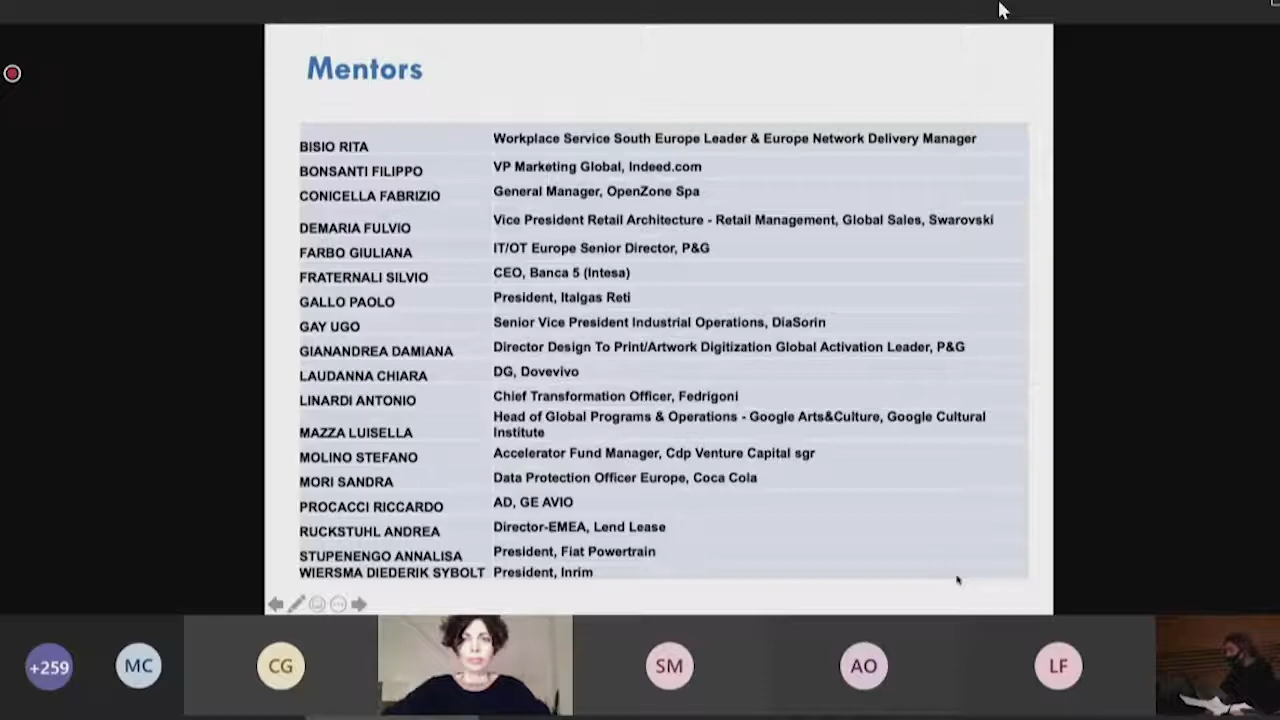 Mentors
BISIO RITA Workplace Service South Europe Leader & Europe Network Delivery Manager
BONSANTI FILIPPO VP Marketing Global, Indeed.com
CONICELLA FABRIZIO General Manager, OpenZone Spa
DEMARIA FULVIO Vice President Retail Architecture - Retail Management, Global Sales, Swarovski
FARBO GIULIANA IT/OT Europe Senior Director, P&G
FRATERNALI SILVIO CEO, Banca 5 (Intesa)
GALLO PAOLO President, Italgas Reti
GAY UGO Senior Vice President Industrial Operations, DiaSorin
GIANANDREA DAMIANA Director Design To Print/Artwork Digitization Global Activation Leader, P&G
LAUDANNA CHIARA DG, Dovevivo
LINARDI ANTONIO Chief Transformation Officer, Fedrigoni
MAZZA LUISELLA Head of Global Programs & Operations - Google Arts&Culture, Google Cultural
Institute
MOLINO STEFANO Accelerator Fund Manager, Cdp Venture Capital sgr
MORI SANDRA Data Protection Officer Europe, Coca Cola
PROCACCI RICCARDO AD, GE AVIO
RUCKSTUHL ANDREA Director-EMEA, Lend Lease
STUPENENGO ANNALISA President, Fiat Powertrain
WIERSMA DIEDERIK SYBOLT President, Inrim
+259 MC CG SM AO LF